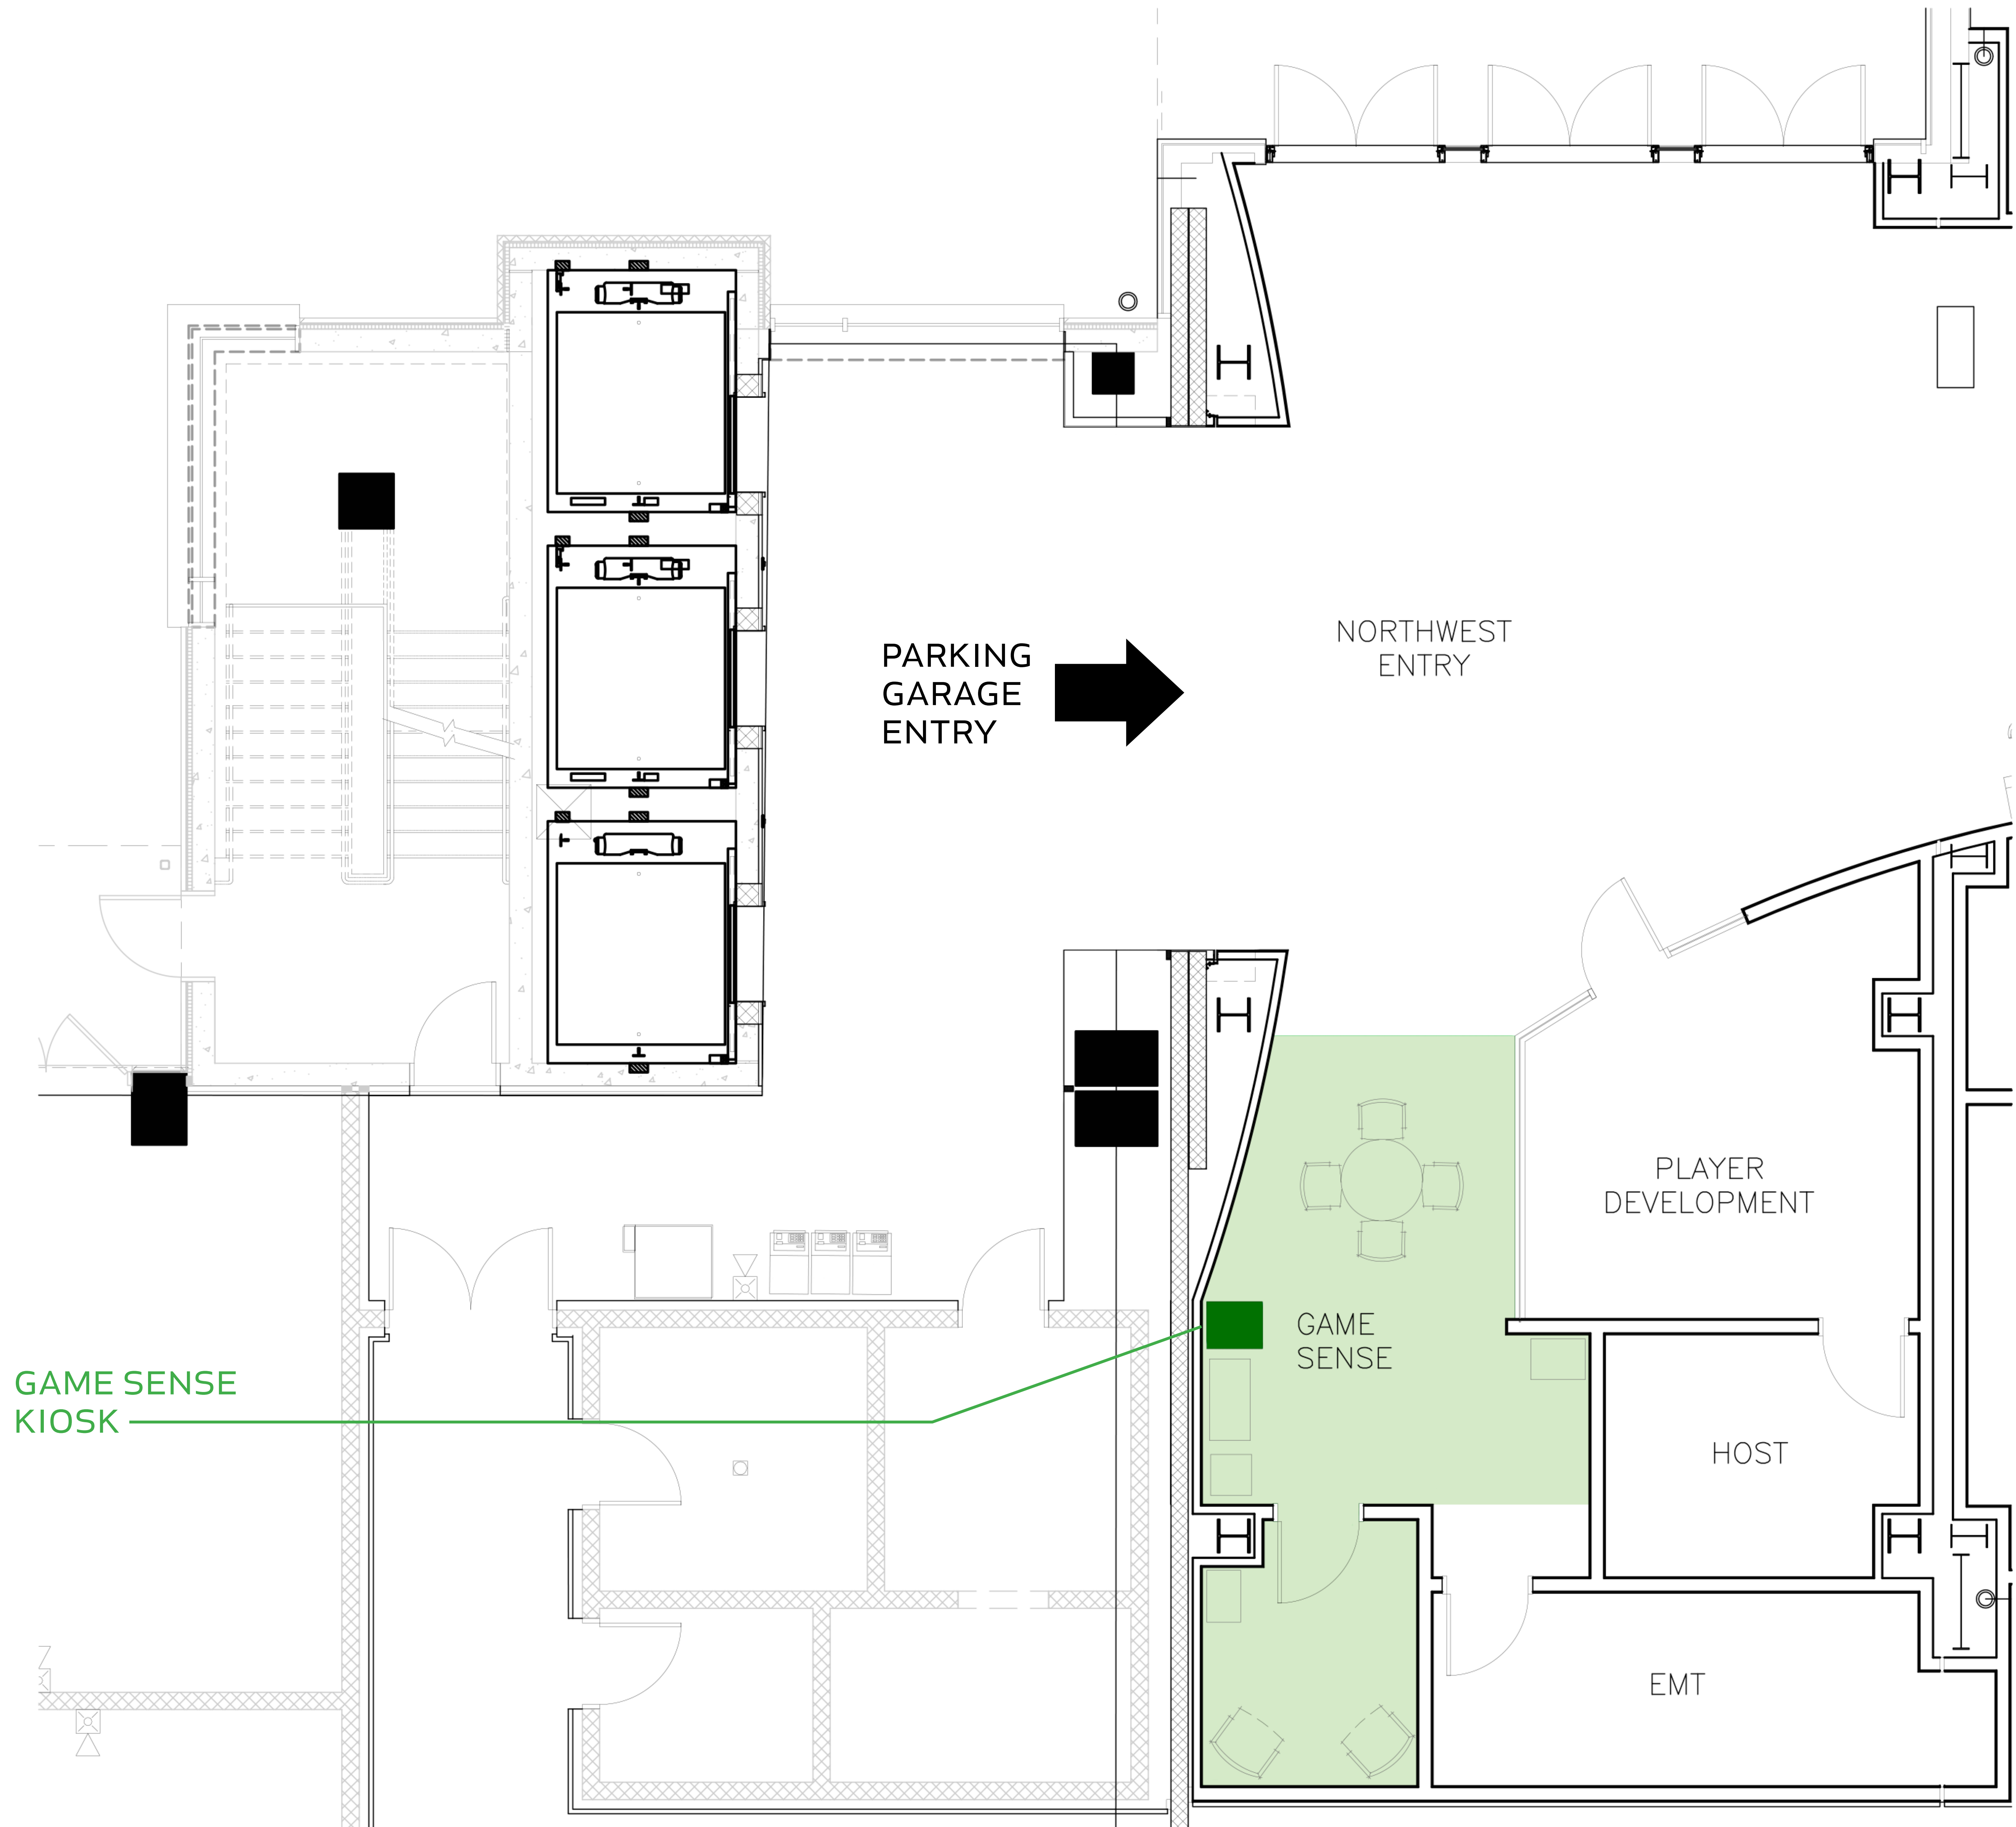 NORTHWEST
ENTRY
PARKING
GARAGE
ENTRY
PLAYER
DEVELOPMENT
GAME
SENSE
GAME SENSE
KIOSK
HOST
EMT